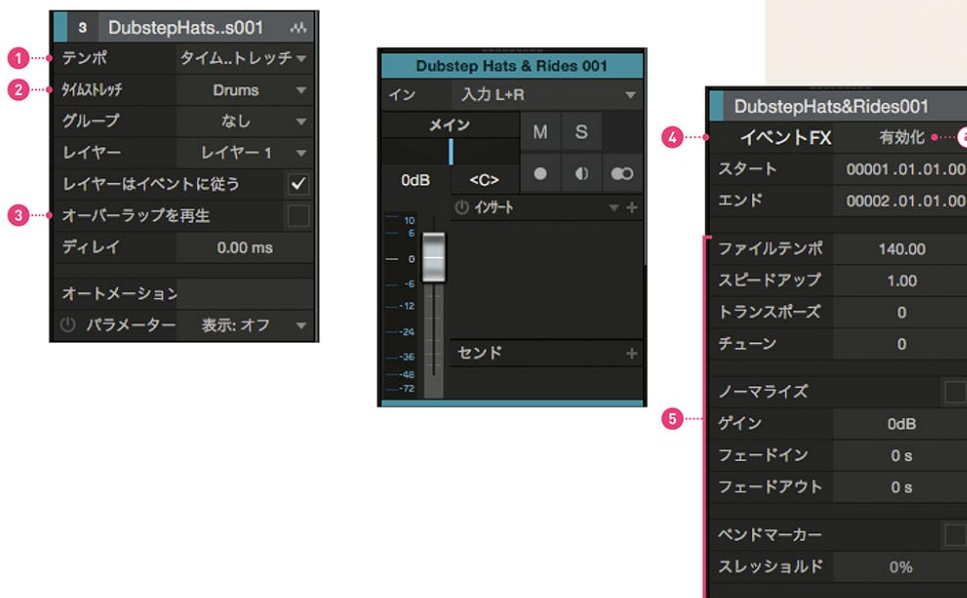 3 DubstepHats..s001
1 テンポ タイム..トレッチ
2 タイムストレッチ Drums
グループ なし
レイヤー レイヤー 1
レイヤーはイベントに従う
3 オーバーラップを再生
ディレイ 0.00 ms
オートメーション
パラメーター 表示: オフ
Dubstep Hats & Rides 001
イン 入力 L+R
メイン M S
0dB <C>
インサート
10
6
0
-6
-12
-24
-36
-48
-72
センド
DubstepHats&Rides001
4 イベントFX 有効化 a
スタート 00001.01.01.00
エンド 00002.01.01.00
5
ファイルテンポ 140.00
スピードアップ 1.00
トランスポーズ 0
チューン 0
ノーマライズ
ゲイン 0dB
フェードイン 0 s
フェードアウト 0 s
ベンドマーカー
スレッショルド 0%